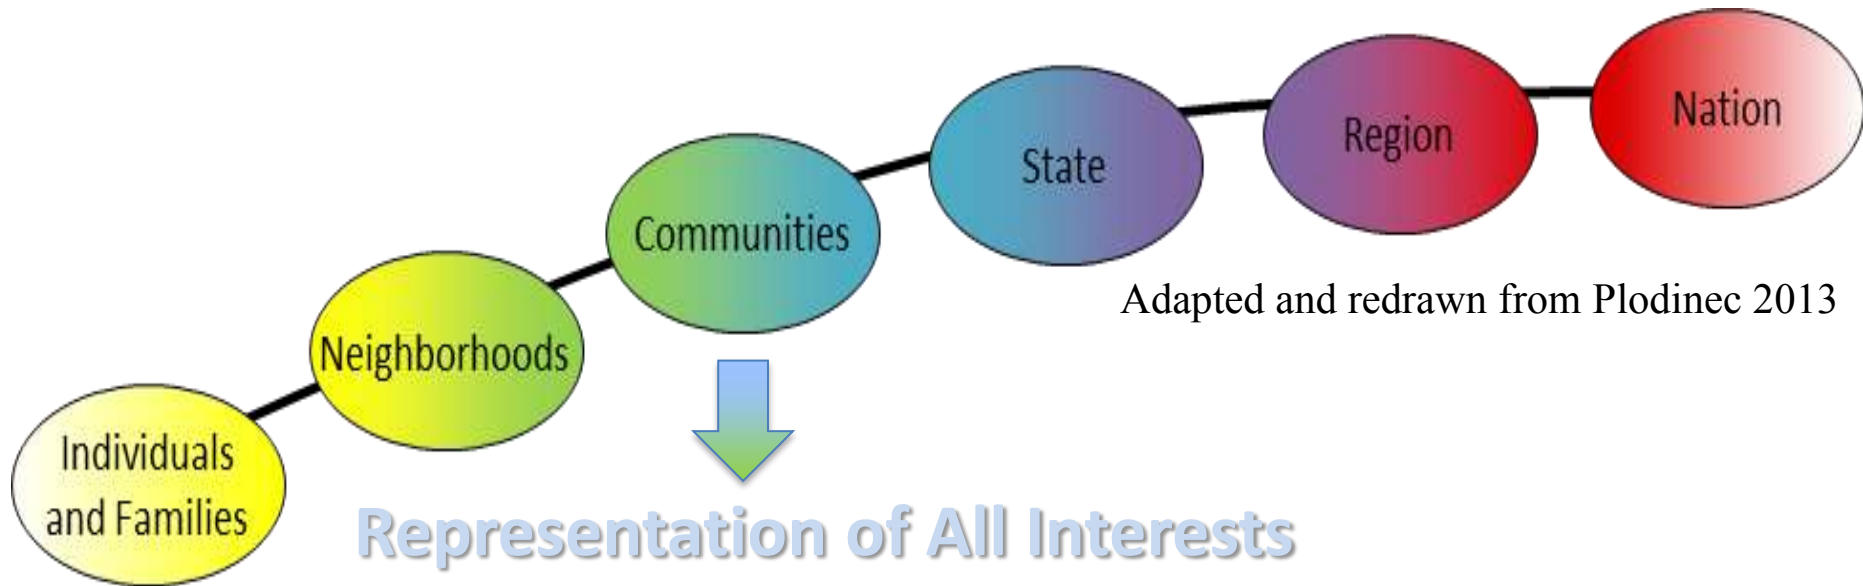 Individuals
and Families
Neighborhoods
Communities
State
Region
Nation
Adapted and redrawn from Plodinec 2013
Representation of All Interests